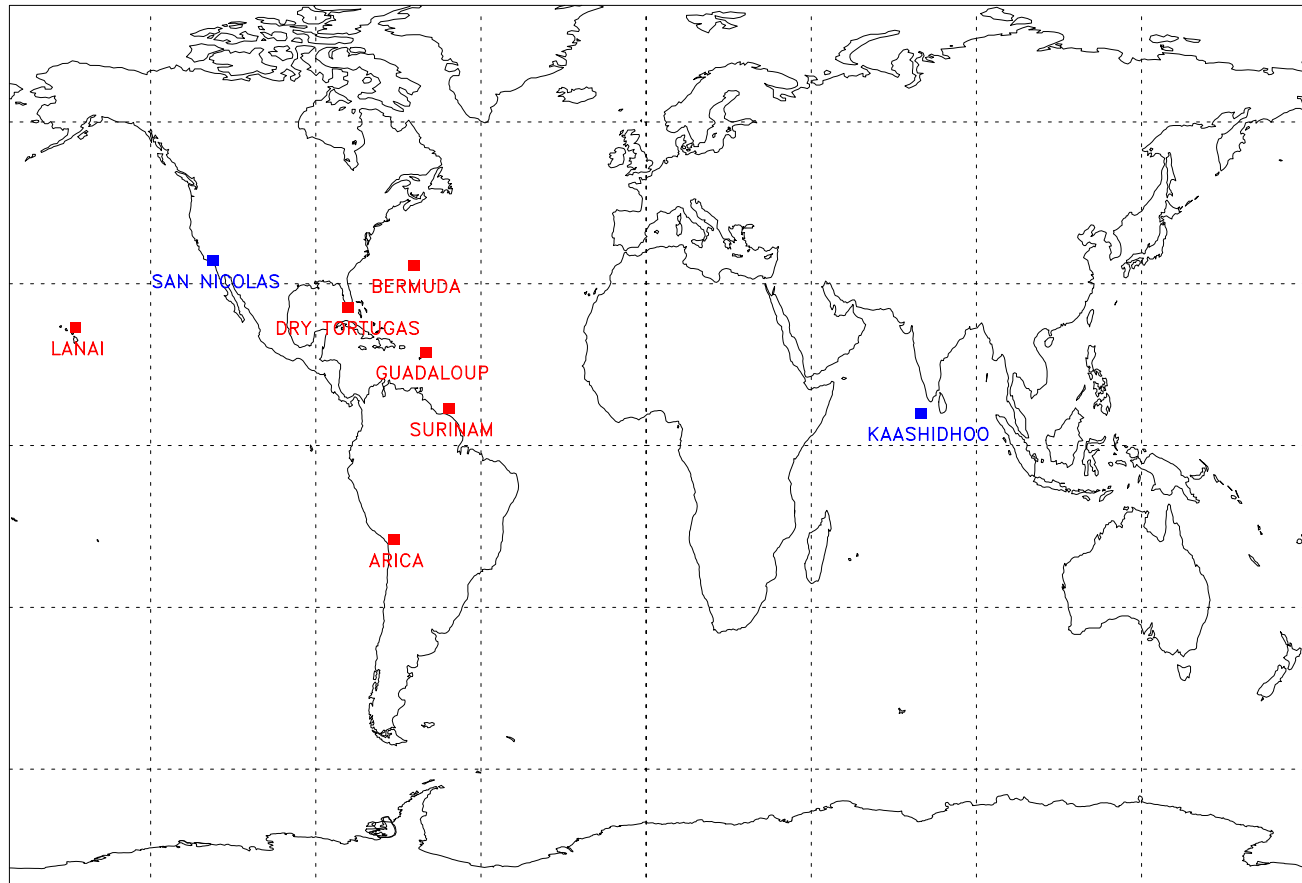 SAN NICOLAS
BERMUDA
DRY TORTUGAS
LANAI
GUADALOUP
SURINAM
KAASHIDHOO
ARICA